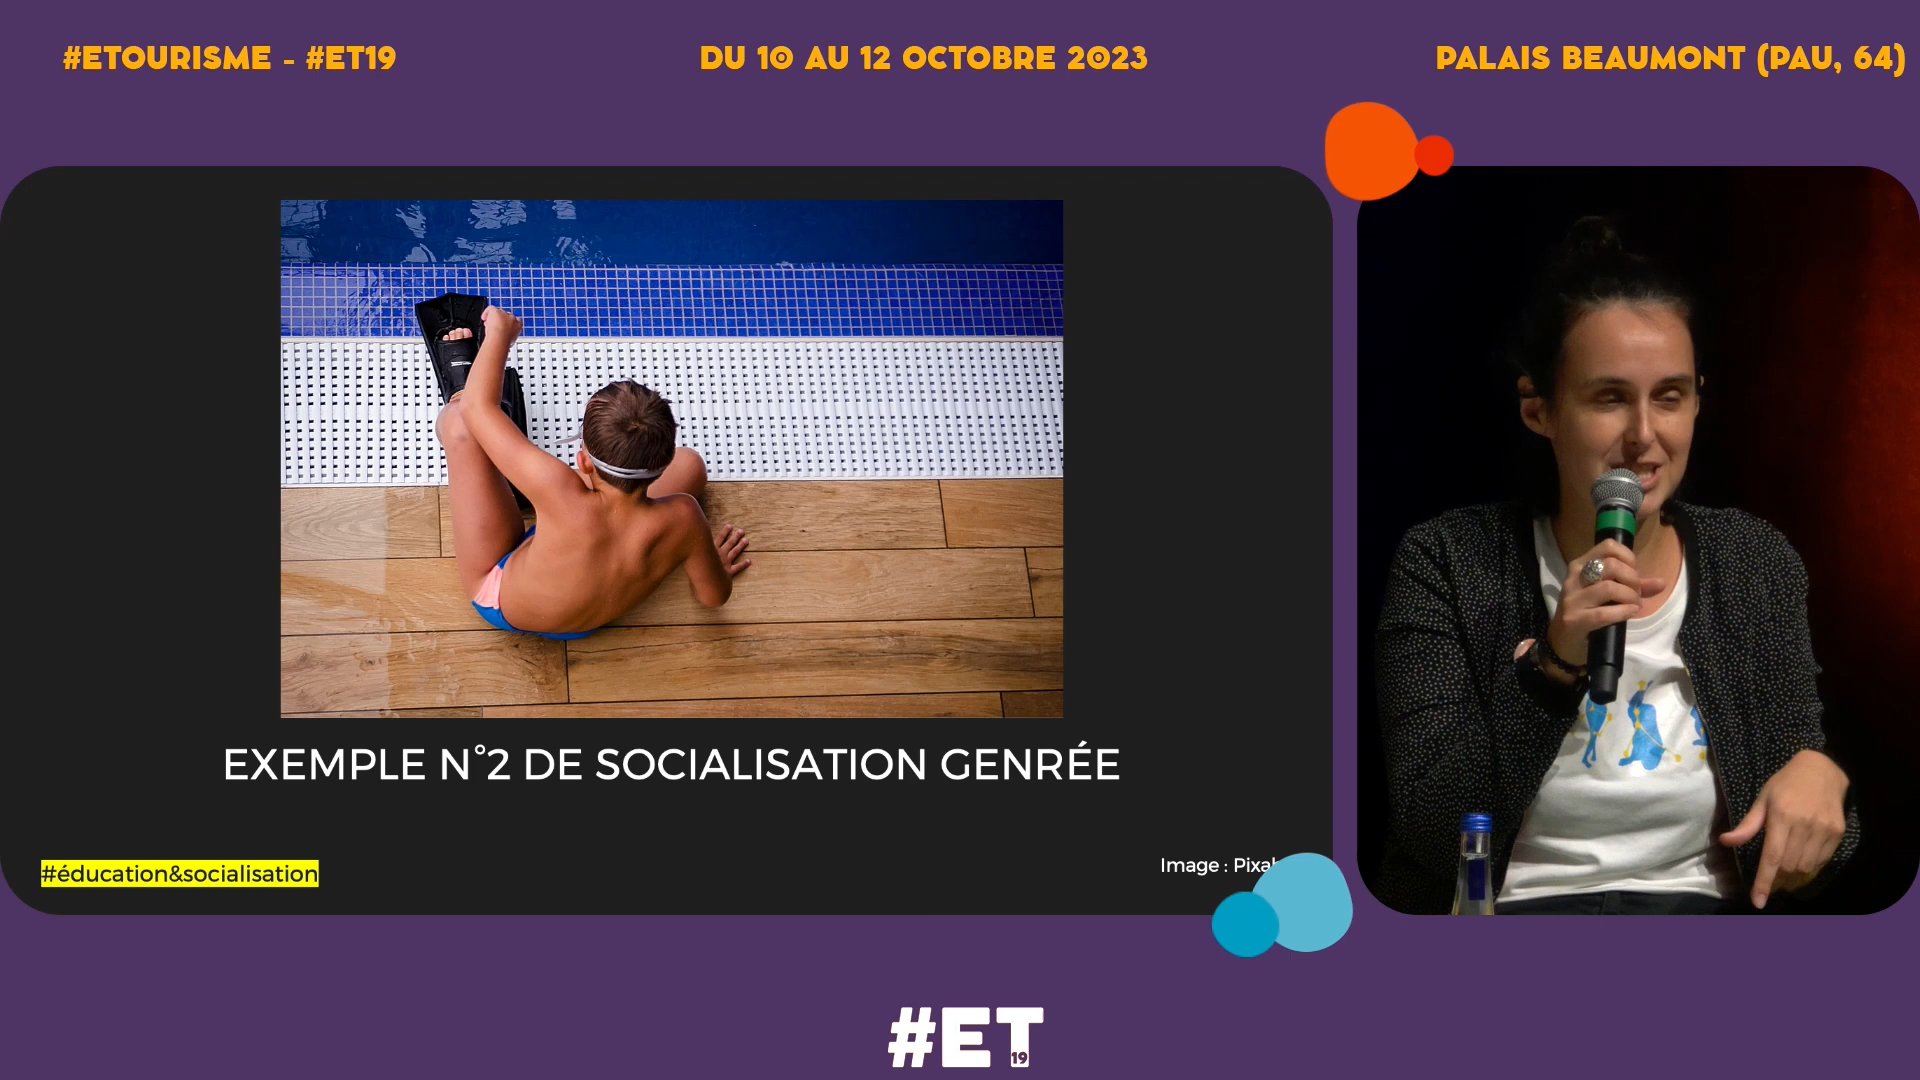 #ETOURISME - #ET19
DU 10 AU 12 OCTOBRE 2023
PALAIS BEAUMONT (PAU, 64)
EXEMPLE N°2 DE SOCIALISATION GENRÉE
#éducation&socialisation
Image :
#ET
19